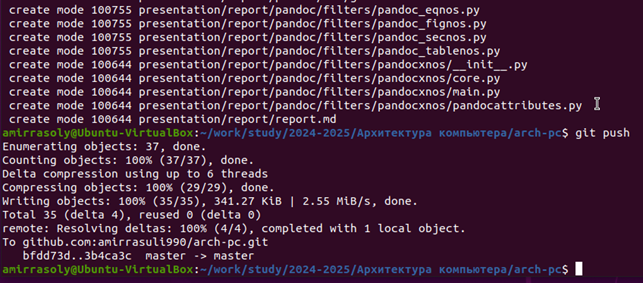 create mode 100755 presentation/report/pandoc/filters/pandoc_eqnos.py
create mode 100755 presentation/report/pandoc/filters/pandoc_fignos.py
create mode 100755 presentation/report/pandoc/filters/pandoc_secnos.py
create mode 100755 presentation/report/pandoc/filters/pandoc_tablenos.py
create mode 100644 presentation/report/pandoc/filters/pandocxnos/__init__.py
create mode 100644 presentation/report/pandoc/filters/pandocxnos/core.py
create mode 100644 presentation/report/pandoc/filters/pandocxnos/main.py
create mode 100644 presentation/report/pandoc/filters/pandocxnos/pandocattributes.py
create mode 100644 presentation/report/report.md
amirrasoly@Ubuntu-VirtualBox:~/work/study/2024-2025/Архитектура компьютера/arch-pc$ git push
Enumerating objects: 37, done.
Counting objects: 100% (37/37), done.
Delta compression using up to 6 threads
Compressing objects: 100% (29/29), done.
Writing objects: 100% (35/35), 341.27 KiB | 2.55 MiB/s, done.
Total 35 (delta 4), reused 0 (delta 0)
remote: Resolving deltas: 100% (4/4), completed with 1 local object.
To github.com:amirrasuli990/arch-pc.git
bfdd73d..3b4ca3c  master -> master
amirrasoly@Ubuntu-VirtualBox:~/work/study/2024-2025/Архитектура компьютера/arch-pc$